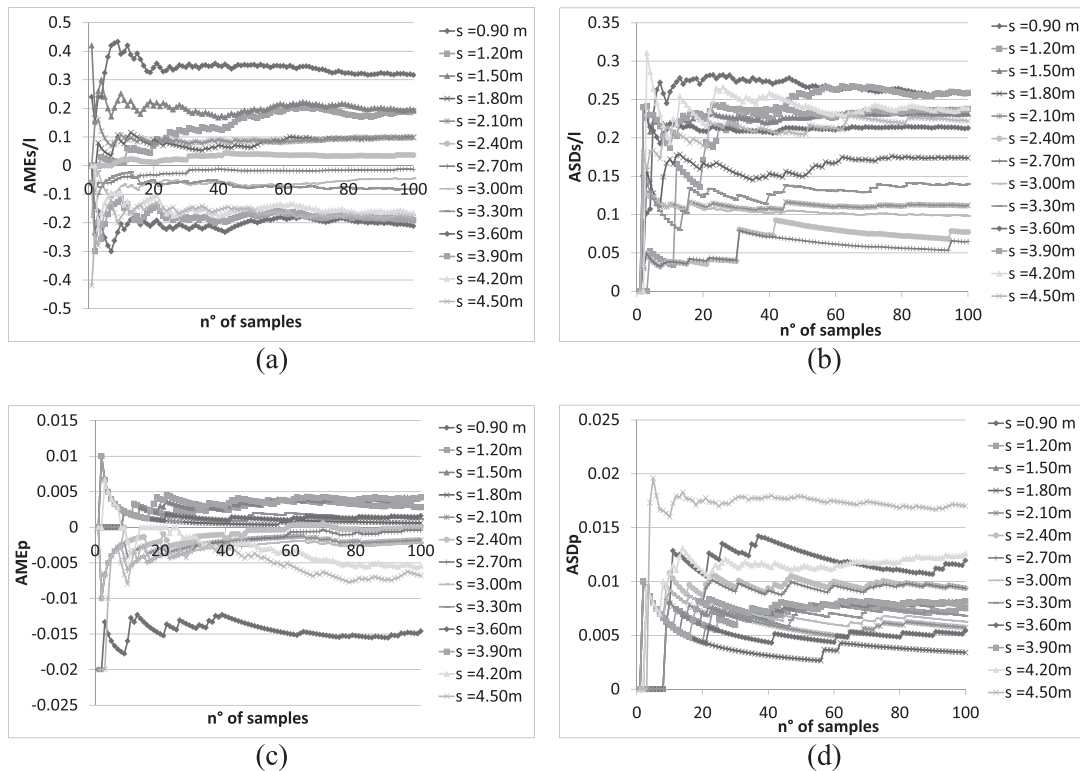 0.5
0.4
0.3
0.2
0.1
0
-0.1
-0.2
-0.3
-0.4
-0.5
AMEs/l
0 20 40 60 80 100
n° of samples
s =0.90 m
s =1.20m
s =1.50m
s =1.80m
s =2.10m
s =2.40m
s =2.70m
s =3.00m
s =3.30m
s =3.60m
s =3.90m
s =4.20m
s =4.50m
(a)
0.35
0.3
0.25
0.2
0.15
0.1
0.05
0
ASDs/l
0 20 40 60 80 100
n° of samples
s =0.90 m
s =1.20m
s =1.50m
s =1.80m
s =2.10m
s =2.40m
s =2.70m
s =3.00m
s =3.30m
s =3.60m
s =3.90m
s =4.20m
s =4.50m
(b)
0.015
0.01
0.005
0
-0.005
-0.01
-0.015
-0.02
-0.025
AMEp
0 20 40 60 80 100
n° of samples
s =0.90 m
s =1.20m
s =1.50m
s =1.80m
s =2.10m
s =2.40m
s =2.70m
s =3.00m
s =3.30m
s =3.60m
s =3.90m
s =4.20m
s =4.50m
(c)
0.025
0.02
0.015
0.01
0.005
0
ASDp
0 20 40 60 80 100
n° of samples
s =0.90 m
s =1.20m
s =1.50m
s =1.80m
s =2.10m
s =2.40m
s =2.70m
s =3.00m
s =3.30m
s =3.60m
s =3.90m
s =4.20m
s =4.50m
(d)